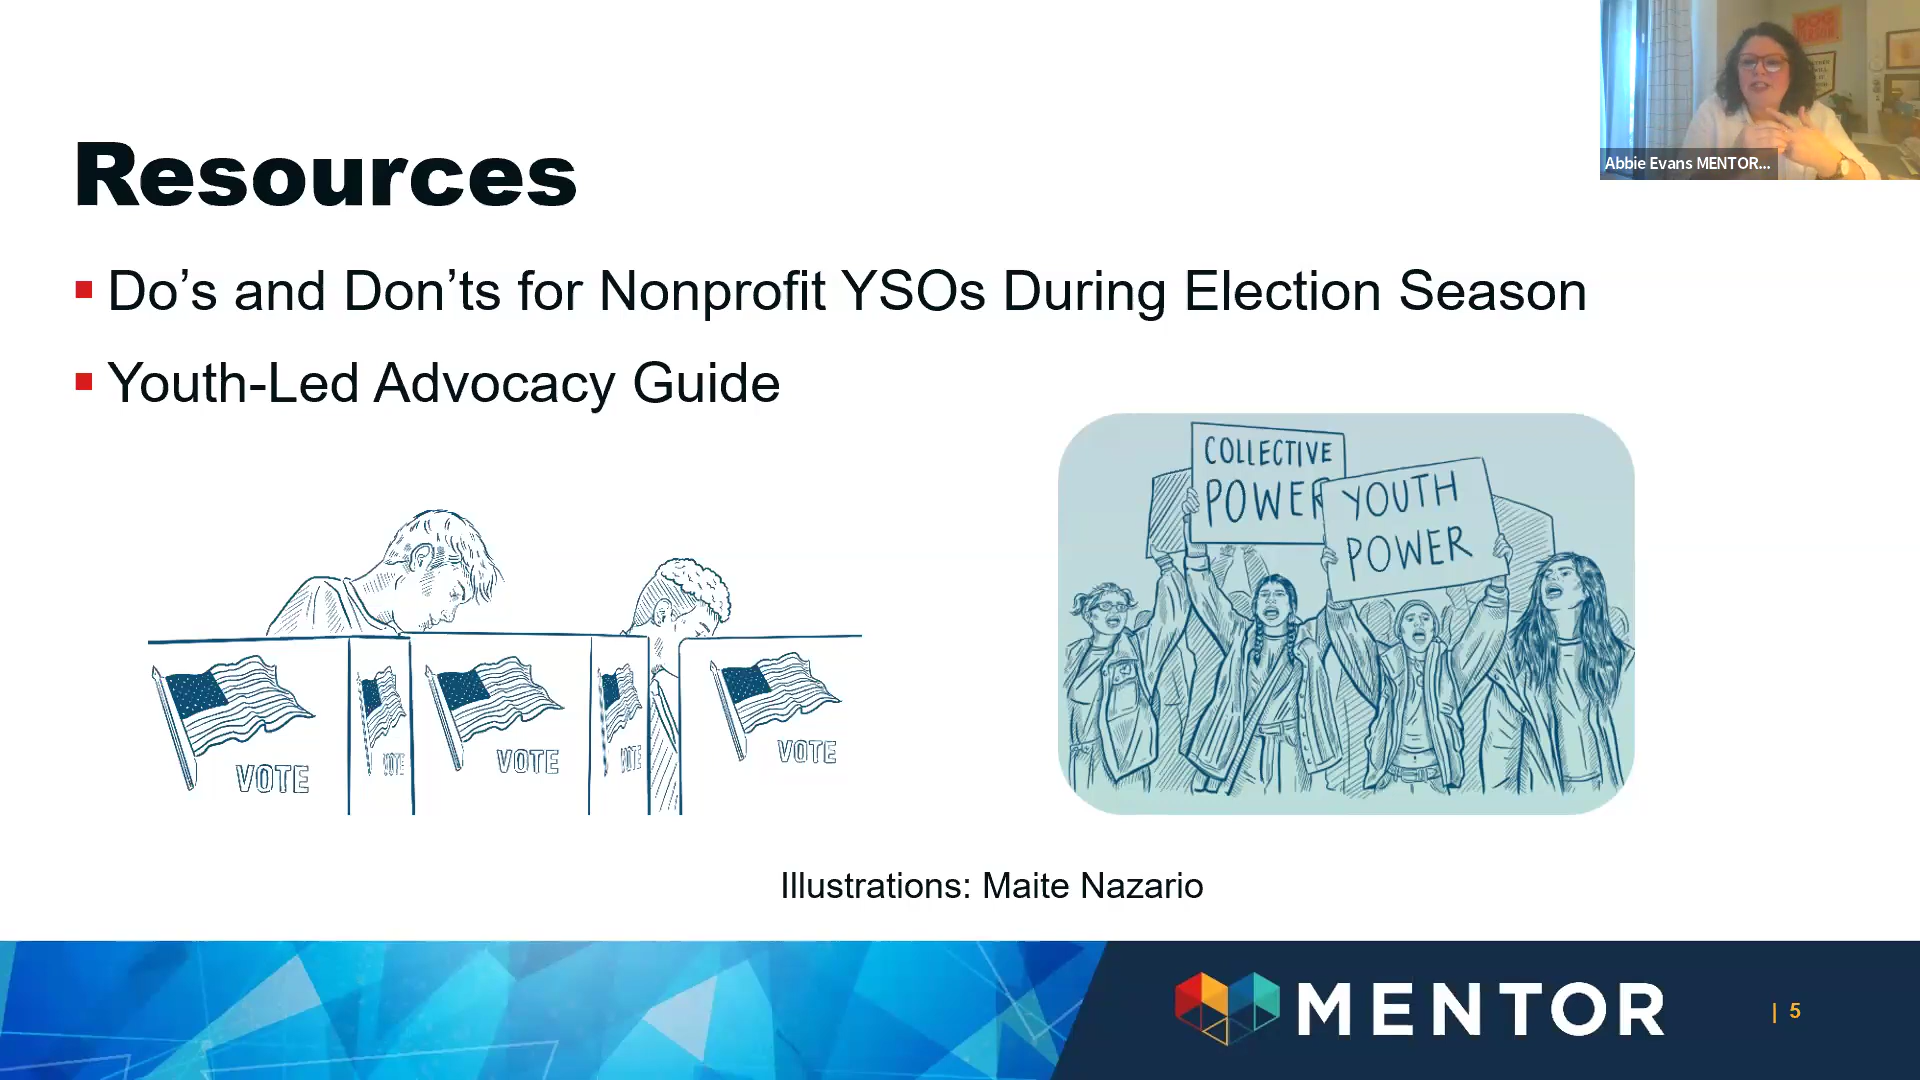 Resources
Do’s and Don’ts for Nonprofit YSOs During Election Season
Youth-Led Advocacy Guide
COLLECTIVE
POWER
YOUTH
POWER
VOTE
VOTE
VOTE
VOTE
VOTE
Illustrations: Maite Nazario
MENTOR
| 5
Abbie Evans MENTOR...